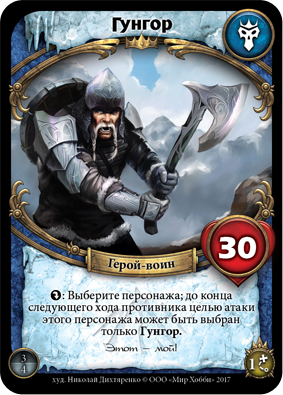 Гунгор
30
Герой-воин
: Выберите персонажа; до конца
следующего хода противника целью атаки
этого персонажа может быть выбран
только Гунгор.
Этот – мой!
3
4
1
худ. Николай Дихтяренко © ООО «Мир Хобби» 2017